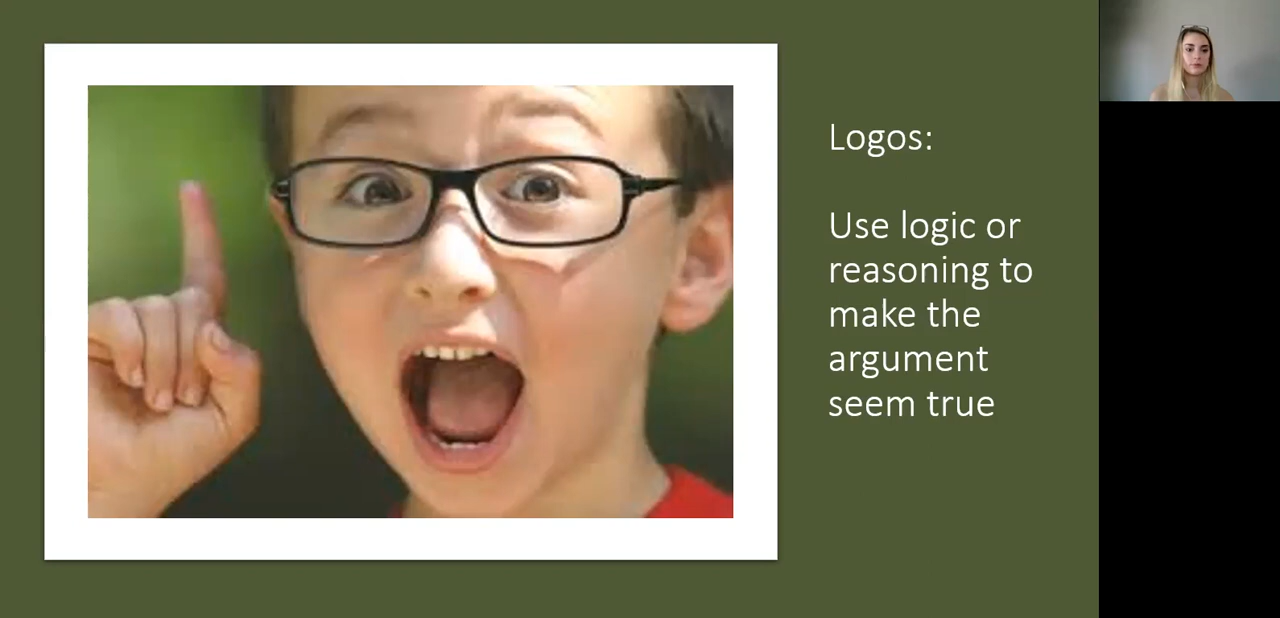 Logos:
Use logic or
reasoning to
make the
argument
seem true